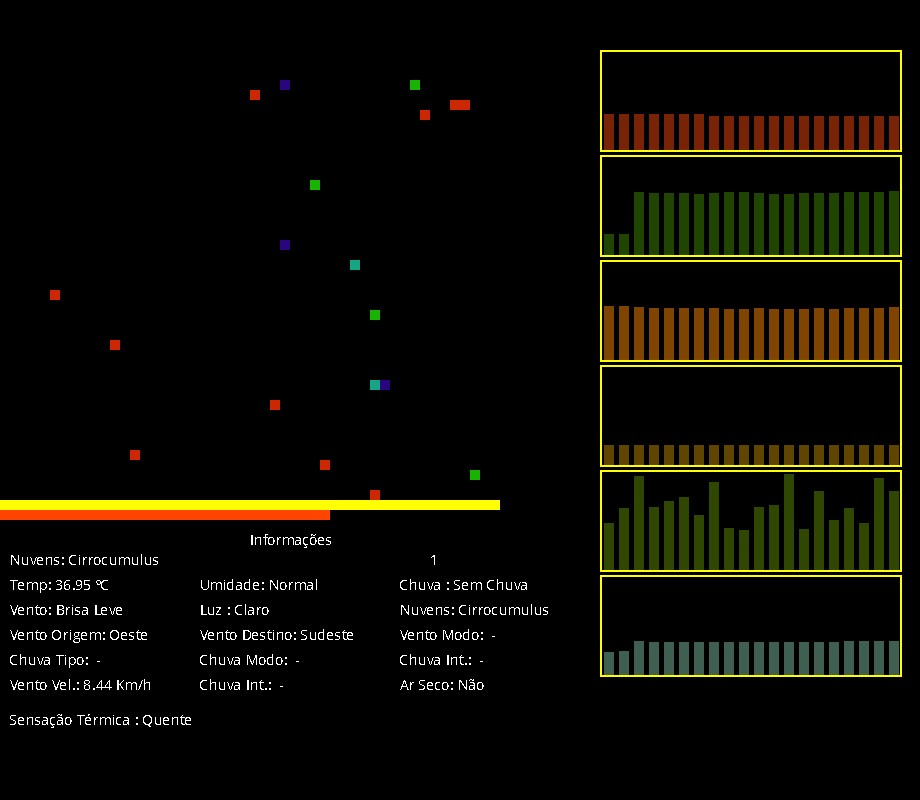 Informações
Nuvens: Cirrocumulus 1
Temp: 36.95 ºC Umidade: Normal Chuva : Sem Chuva
Vento: Brisa Leve Luz : Claro Nuvens: Cirrocumulus
Vento Origem: Oeste Vento Destino: Sudeste Vento Modo: -
Chuva Tipo: - Chuva Modo: - Chuva Int.: -
Vento Vel.: 8.44 Km/h Chuva Int.: - Ar Seco: Não
Sensação Térmica : Quente